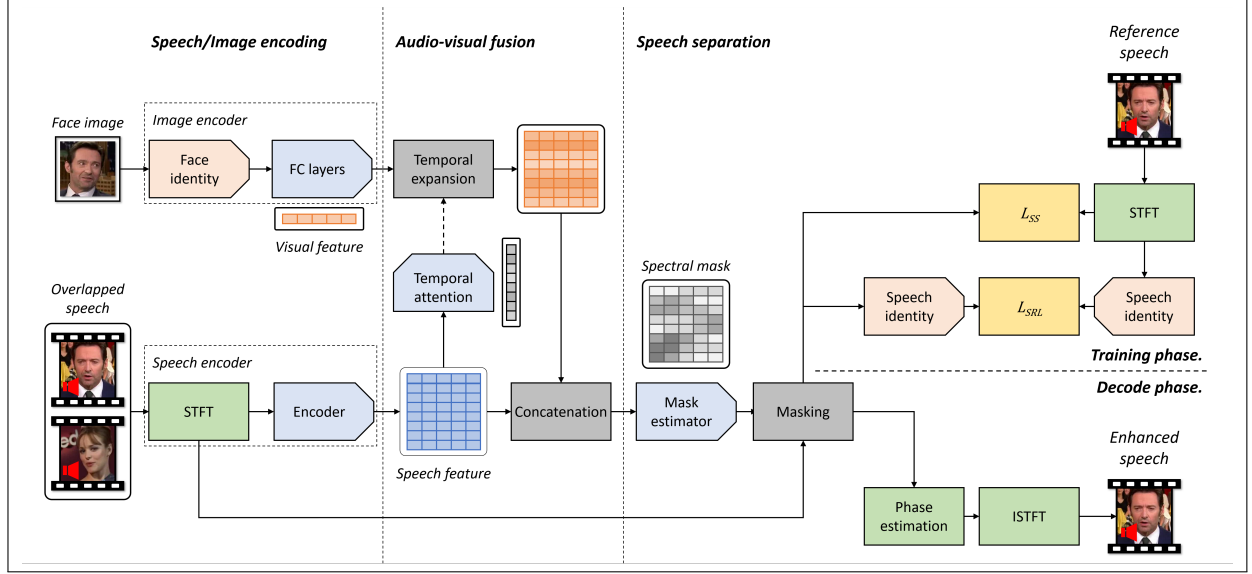 Speech/Image encoding
Audio-visual fusion
Speech separation
Reference
speech
Face image
Image encoder
Face
identity
FC layers
Temporal
expansion
Visual feature
L_SS
STFT
Temporal
attention
Spectral mask
Overlapped
speech
Speech
identity
L_SRL
Speech
identity
Training phase.
Decode phase.
Speech encoder
STFT
Encoder
Concatenation
Mask
estimator
Masking
Speech feature
Enhanced
speech
Phase
estimation
ISTFT